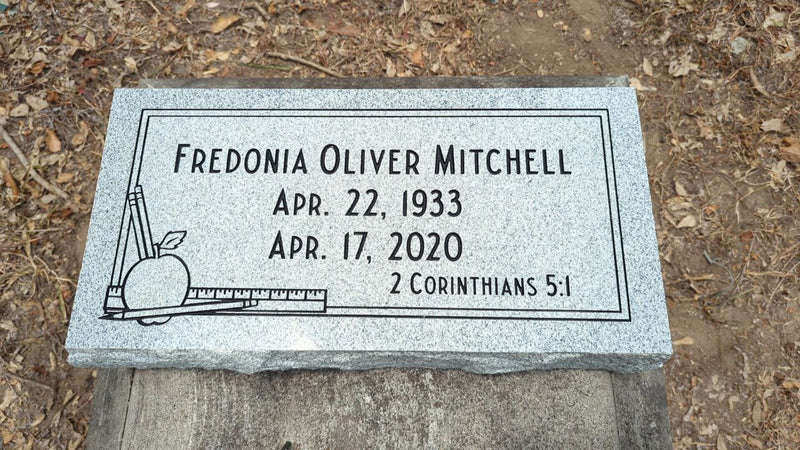 Fredonia Oliver Mitchell
Apr. 22, 1933
Apr. 17, 2020
2 Corinthians 5:1